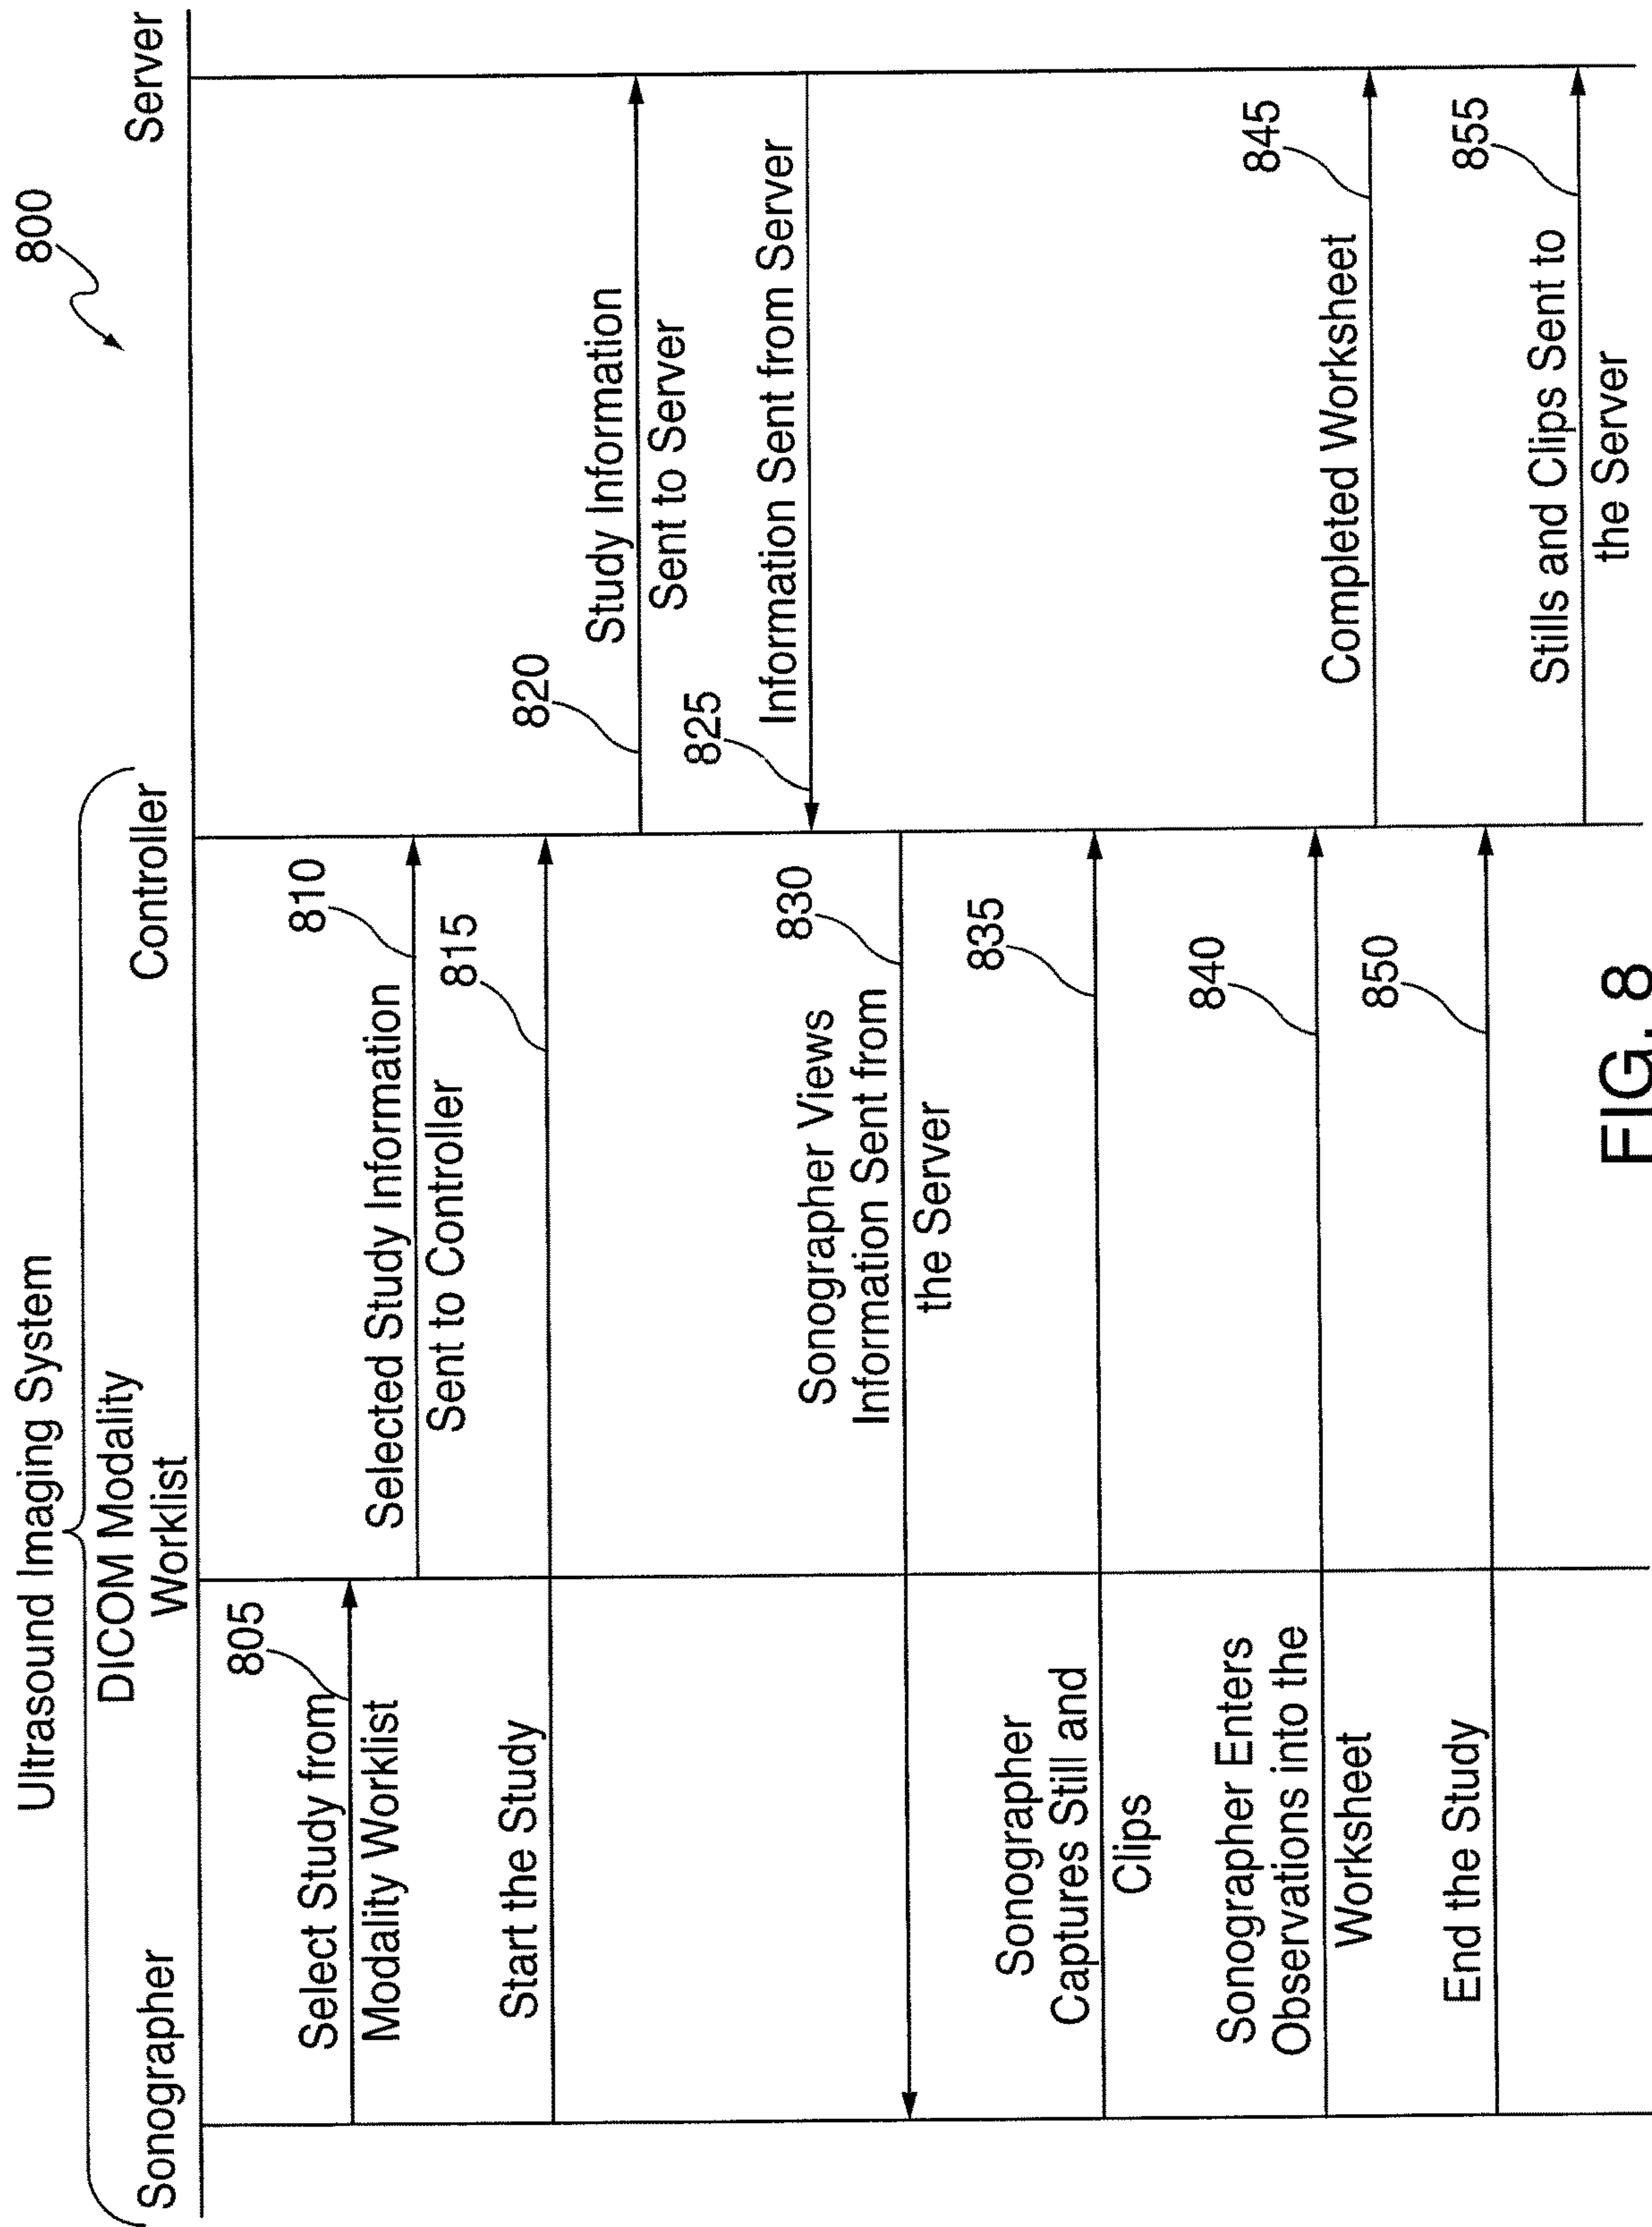 800
Ultrasound Imaging System
Sonographer
DICOM Modality
Worklist
Controller
Server
805
Select Study from
Modality Worklist
810
Selected Study Information
Sent to Controller
815
Start the Study
820
Study Information
Sent to Server
825
Information Sent from Server
830
Sonographer Views
Information Sent from
the Server
835
Sonographer
Captures Still and
Clips
840
Sonographer Enters
Observations into the
Worksheet
845
Completed Worksheet
850
End the Study
855
Stills and Clips Sent to
the Server
FIG. 8